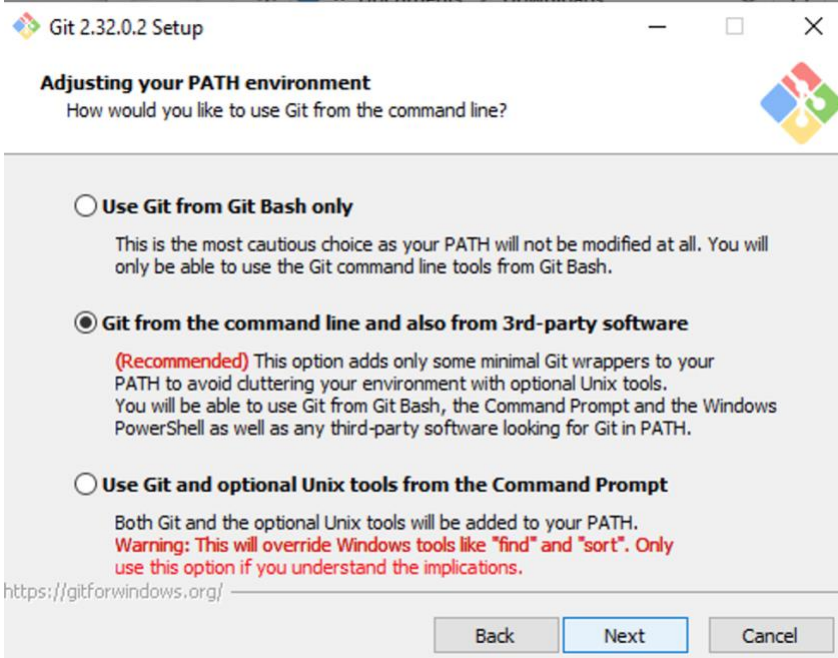 Git 2.32.0.2 Setup
Adjusting your PATH environment
How would you like to use Git from the command line?
Use Git from Git Bash only
This is the most cautious choice as your PATH will not be modified at all. You will
only be able to use the Git command line tools from Git Bash.
Git from the command line and also from 3rd-party software
(Recommended) This option adds only some minimal Git wrappers to your
PATH to avoid cluttering your environment with optional Unix tools.
You will be able to use Git from Git Bash, the Command Prompt and the Windows
PowerShell as well as any third-party software looking for Git in PATH.
Use Git and optional Unix tools from the Command Prompt
Both Git and the optional Unix tools will be added to your PATH.
Warning: This will override Windows tools like "find" and "sort". Only
use this option if you understand the implications.
https://gitforwindows.org/
Back Next Cancel